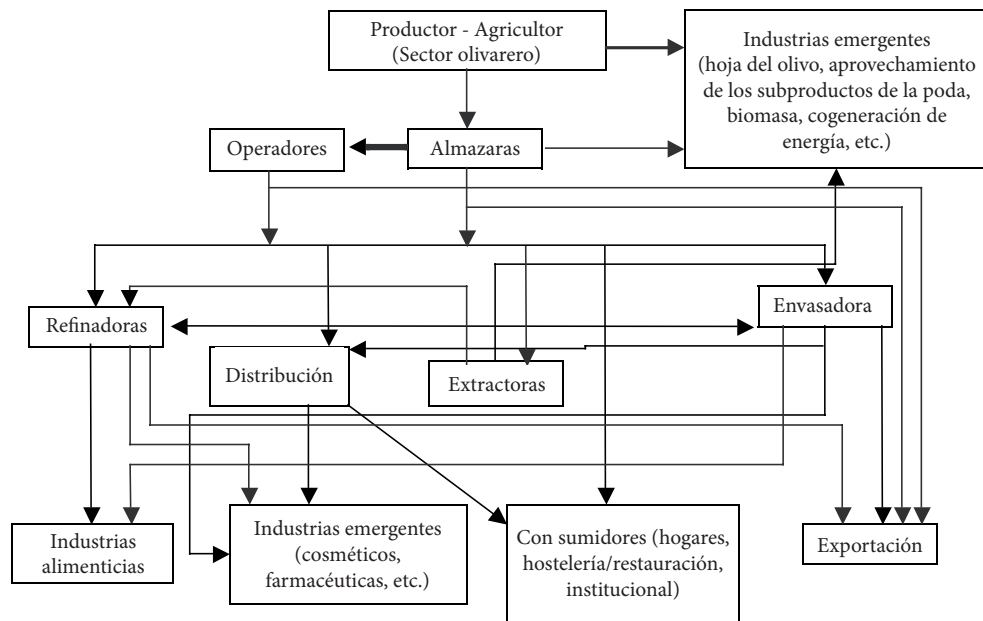 Productor - Agricultor
(Sector olivarero)
Industrias emergentes
(hoja del olivo, aprovechamiento
de los subproductos de la poda,
biomasa, cogeneración de
energía, etc.)
Operadores
Almazaras
Refinadoras
Envasadora
Distribución
Extractoras
Industrias
alimenticias
Industrias emergentes
(cosméticos,
farmacéuticas, etc.)
Con sumidores (hogares,
hostelería/restauración,
institucional)
Exportación